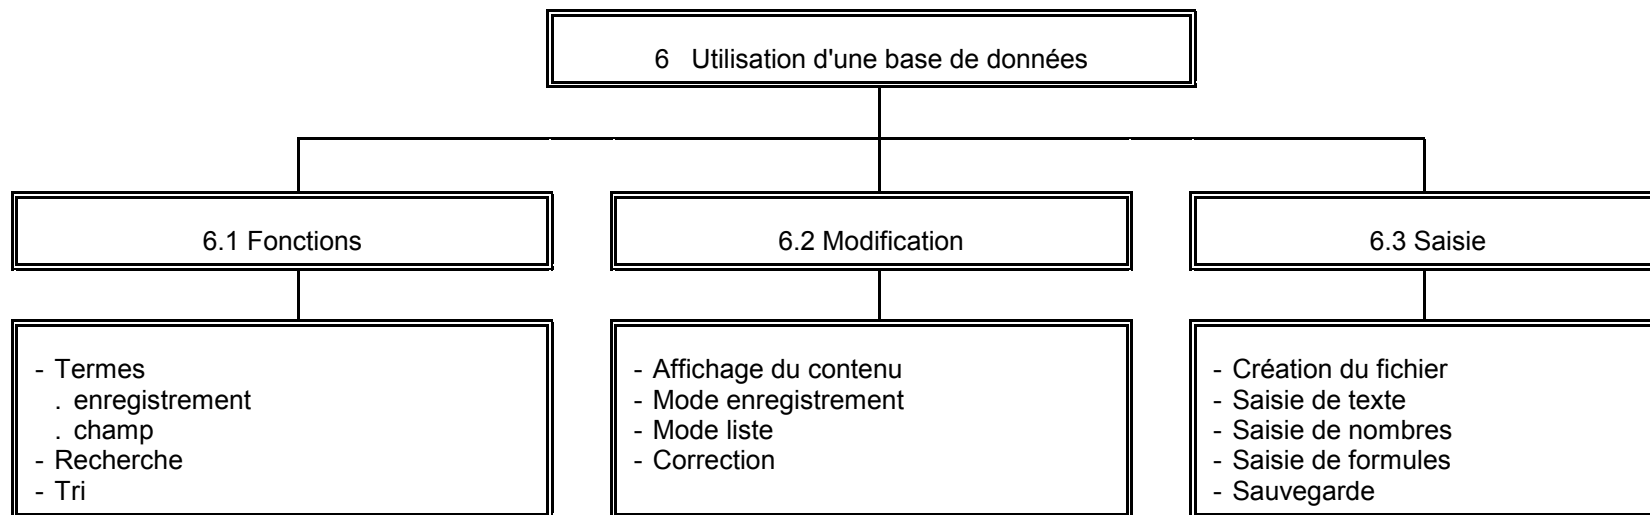 6 Utilisation d'une base de données
6.1 Fonctions
6.2 Modification
6.3 Saisie
- Termes
. enregistrement
. champ
- Recherche
- Tri
- Affichage du contenu
- Mode enregistrement
- Mode liste
- Correction
- Création du fichier
- Saisie de texte
- Saisie de nombres
- Saisie de formules
- Sauvegarde